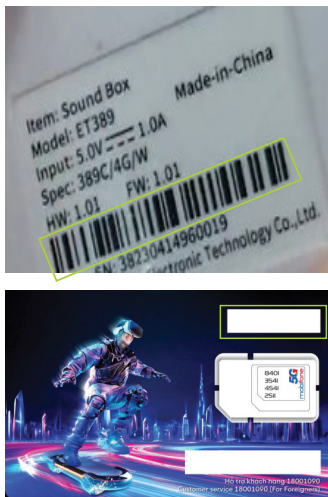 Item: Sound Box
Made-in-China
Model: ET389
Input: 5.0V 1.0A
Spec: 389C/4G/W
HW: 1.01 FW: 1.01
SN: 38230414960019
Technology Co.,Ltd.
840I
354I
454I
25II
5G
mobifone
Hỗ trợ khách hàng 18001090
Customer service 18001090 (For Foreigners)